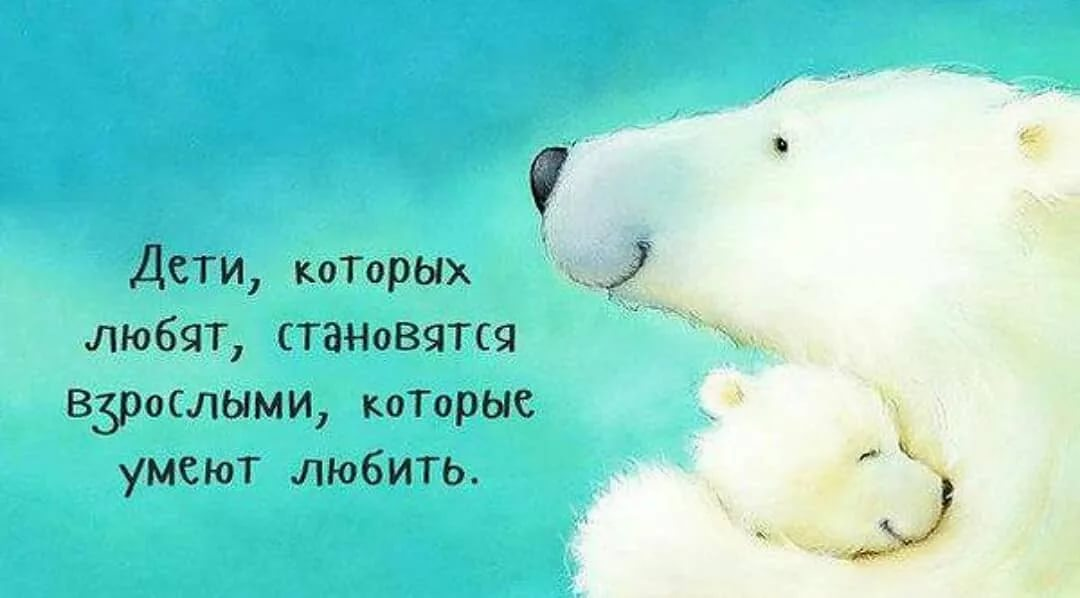 Дети, которых
любят, становятся
взрослыми, которые
умеют любить.